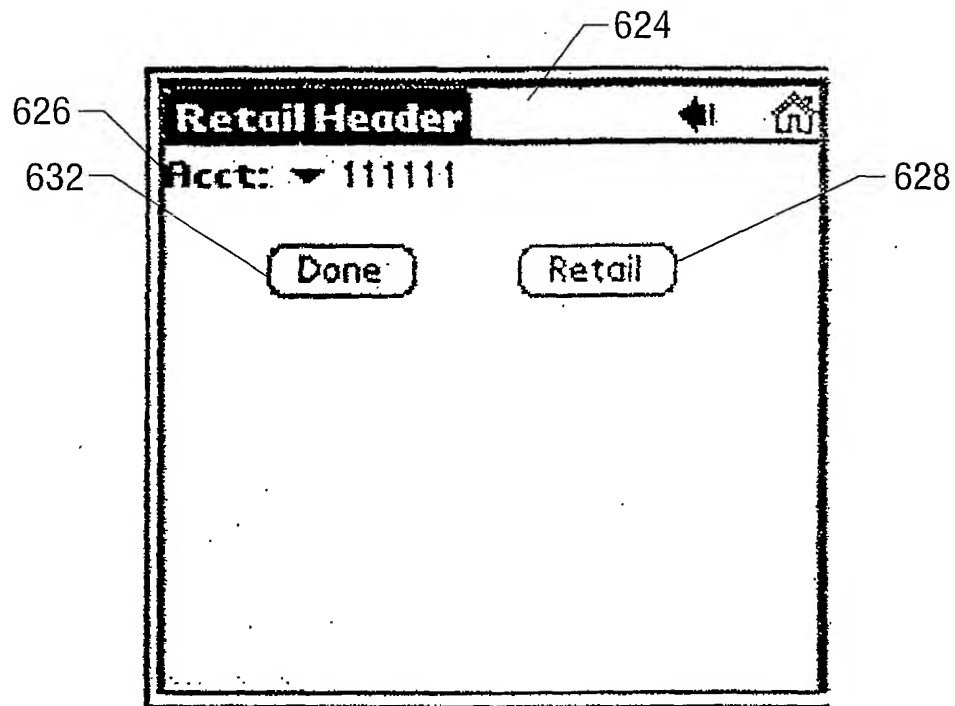 624
Retail Header
626
Acct: 111111
632
628
Done
Retail